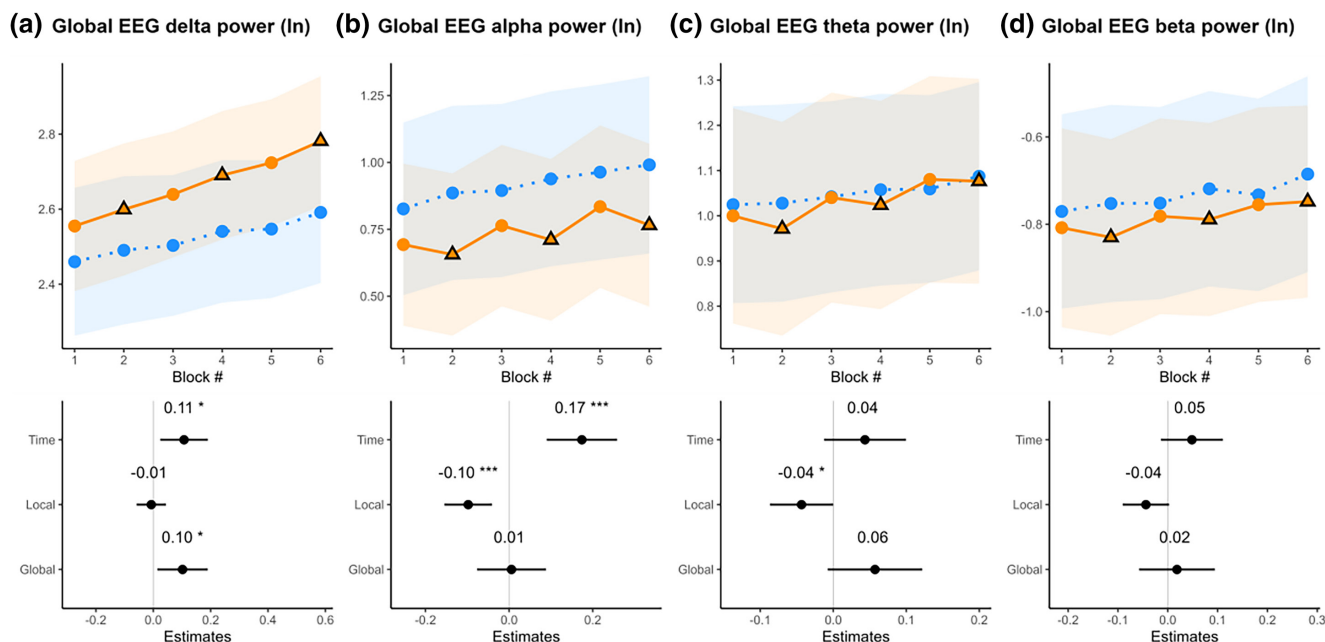 (a) Global EEG delta power (ln)
2.8
2.6
2.4
1 2 3 4 5 6
Block #
(b) Global EEG alpha power (ln)
1.25
1.00
0.75
0.50
1 2 3 4 5 6
Block #
(c) Global EEG theta power (ln)
1.3
1.2
1.1
1.0
0.9
0.8
1 2 3 4 5 6
Block #
(d) Global EEG beta power (ln)
-0.6
-0.8
-1.0
1 2 3 4 5 6
Block #
0.11 *
Time
-0.01
Local
0.10 *
Global
-0.2 0.0 0.2 0.4 0.6
Estimates
0.17 ***
Time
-0.10 ***
Local
0.01
Global
-0.2 0.0 0.2
Estimates
0.04
Time
-0.04 *
Local
0.06
Global
-0.1 0.0 0.1 0.2
Estimates
0.05
Time
-0.04
Local
0.02
Global
-0.2 -0.1 0.0 0.1 0.2 0.3
Estimates